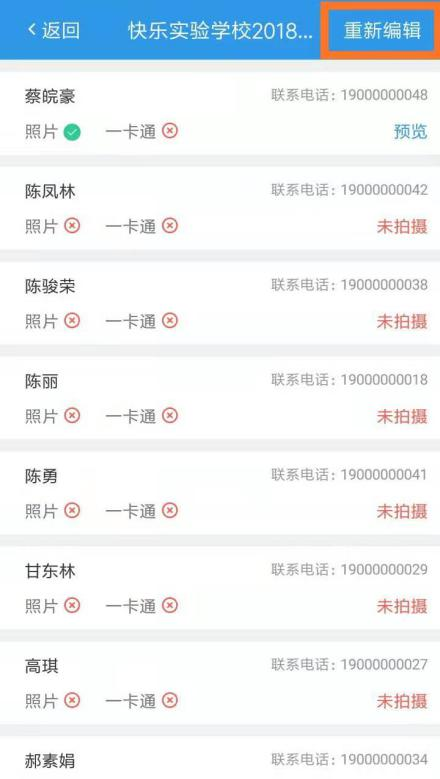 返回 快乐实验学校2018... 重新编辑
蔡皖豪 联系电话：19000000048
照片 一卡通 预览
陈凤林 联系电话：19000000042
照片 一卡通 未拍摄
陈骏荣 联系电话：19000000038
照片 一卡通 未拍摄
陈丽 联系电话：19000000018
照片 一卡通 未拍摄
陈勇 联系电话：19000000041
照片 一卡通 未拍摄
甘东林 联系电话：19000000029
照片 一卡通 未拍摄
高琪 联系电话：19000000027
照片 一卡通 未拍摄
郝素娟 联系电话：19000000034